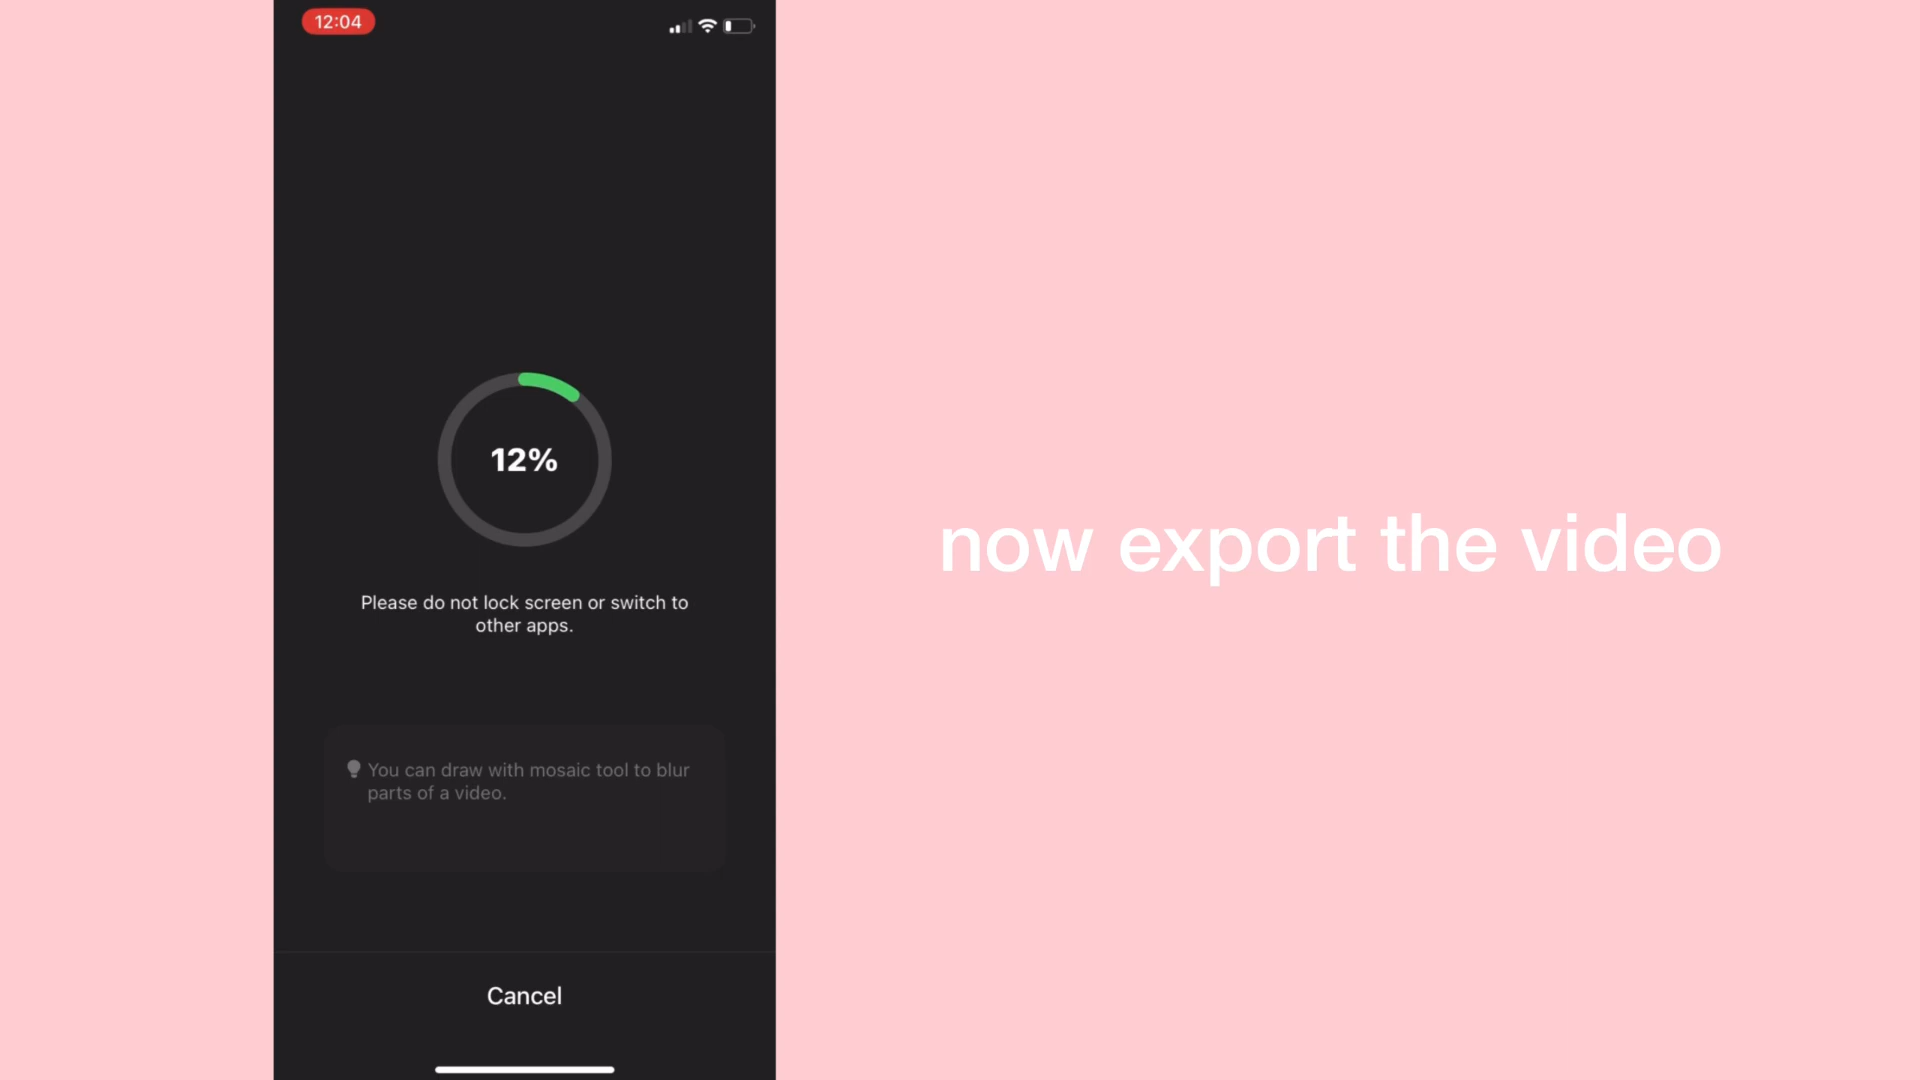 12:04
12%
Please do not lock screen or switch to
other apps.
You can draw with mosaic tool to blur
parts of a video.
Cancel
now export the video